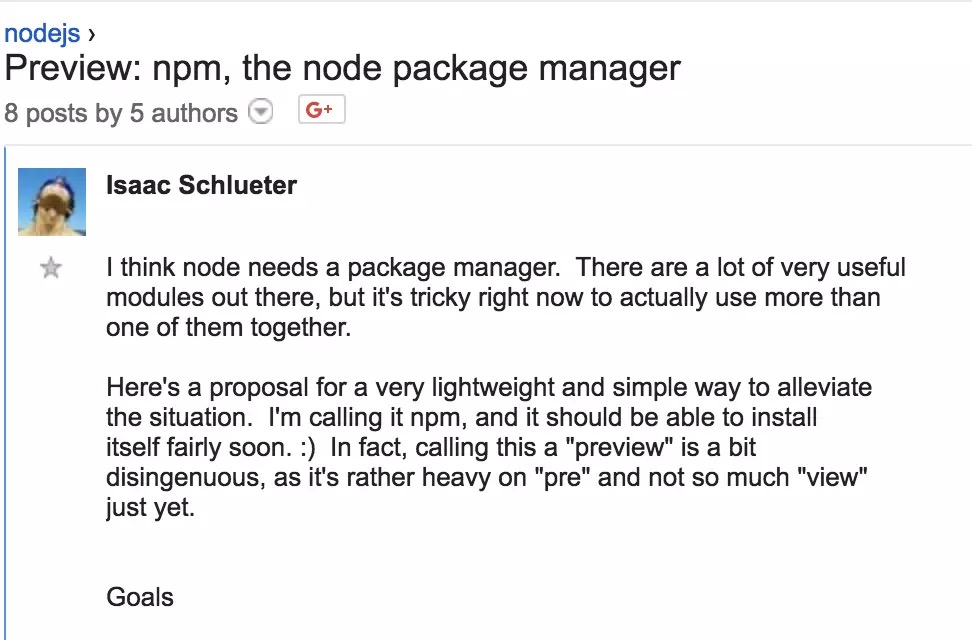 nodejs ›
Preview: npm, the node package manager
8 posts by 5 authors
G+
Isaac Schlueter
I think node needs a package manager.  There are a lot of very useful
modules out there, but it's tricky right now to actually use more than
one of them together.
Here's a proposal for a very lightweight and simple way to alleviate
the situation.  I'm calling it npm, and it should be able to install
itself fairly soon. :)  In fact, calling this a "preview" is a bit
disingenuous, as it's rather heavy on "pre" and not so much "view"
just yet.
Goals